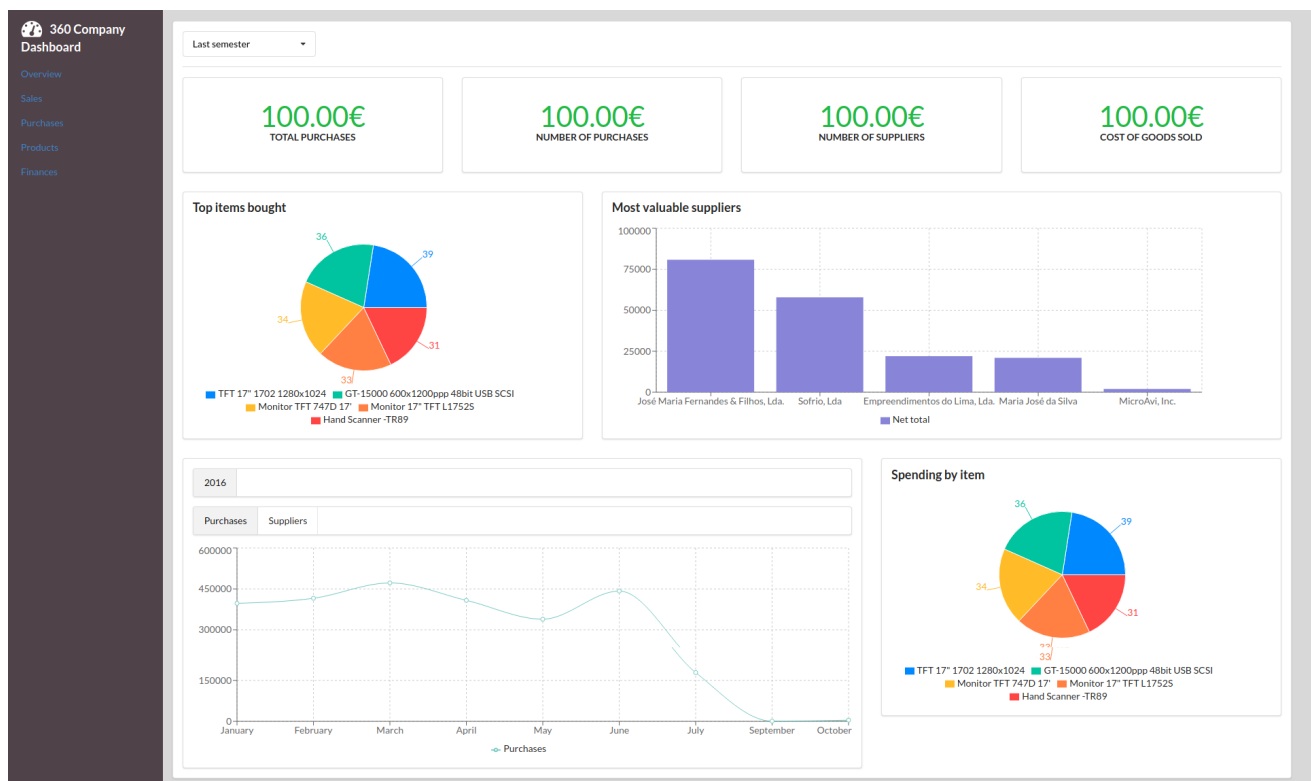 360 Company
Dashboard
Overview
Sales
Purchases
Products
Finances
Last semester
100.00€
TOTAL PURCHASES
100.00€
NUMBER OF PURCHASES
100.00€
NUMBER OF SUPPLIERS
100.00€
COST OF GOODS SOLD
Top items bought
36
39
34
31
33
TFT 17" 1702 1280x1024 GT-15000 600x1200ppp 48bit USB SCSI
Monitor TFT 747D 17' Monitor 17" TFT L1752S
Hand Scanner -TR89
Most valuable suppliers
100000
75000
50000
25000
0
José Maria Fernandes & Filhos, Lda. Sofrio, Lda Empreendimentos do Lima, Lda. Maria José da Silva MicroAvi, Inc.
Net total
2016
Purchases Suppliers
600000
450000
300000
150000
0
January February March April May June July September October
Purchases
Spending by item
36
39
34
31
33
33
TFT 17" 1702 1280x1024 GT-15000 600x1200ppp 48bit USB SCSI
Monitor TFT 747D 17' Monitor 17" TFT L1752S
Hand Scanner -TR89